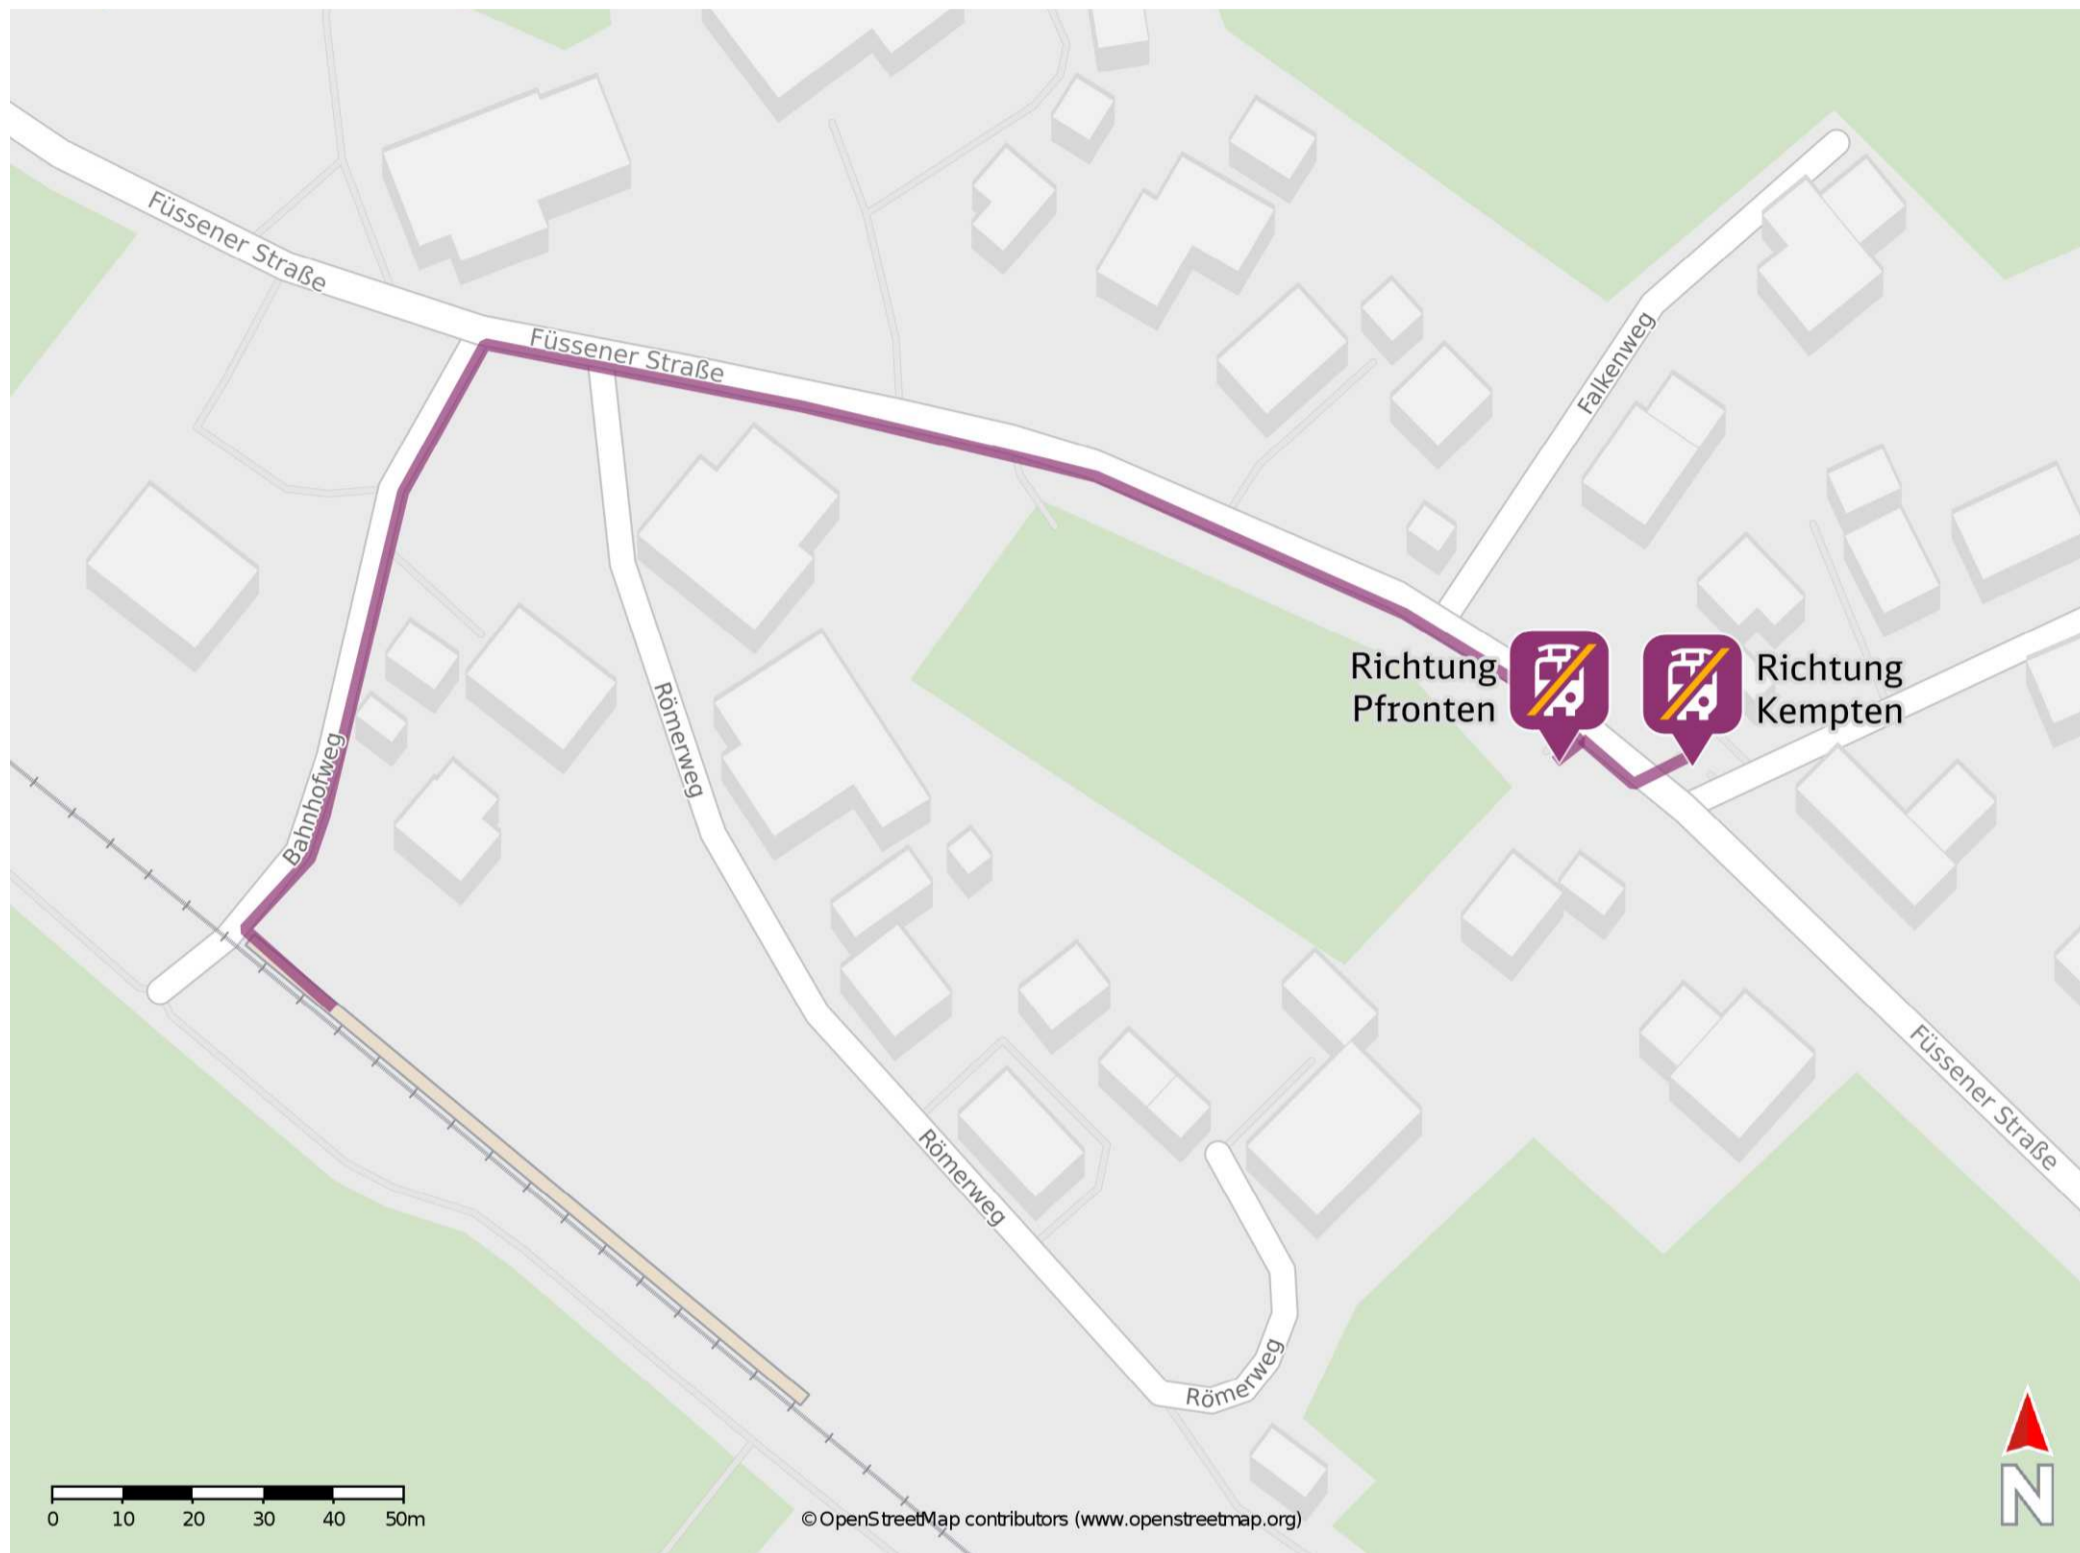 Füssener Straße
Füssener Straße
Falkenweg
Richtung
Pfronten
Richtung
Kempten
Römerweg
Bahnhofweg
Füssener Straße
Römerweg
Römerweg
0 10 20 30 40 50m
© OpenStreetMap contributors (www.openstreetmap.org)
N